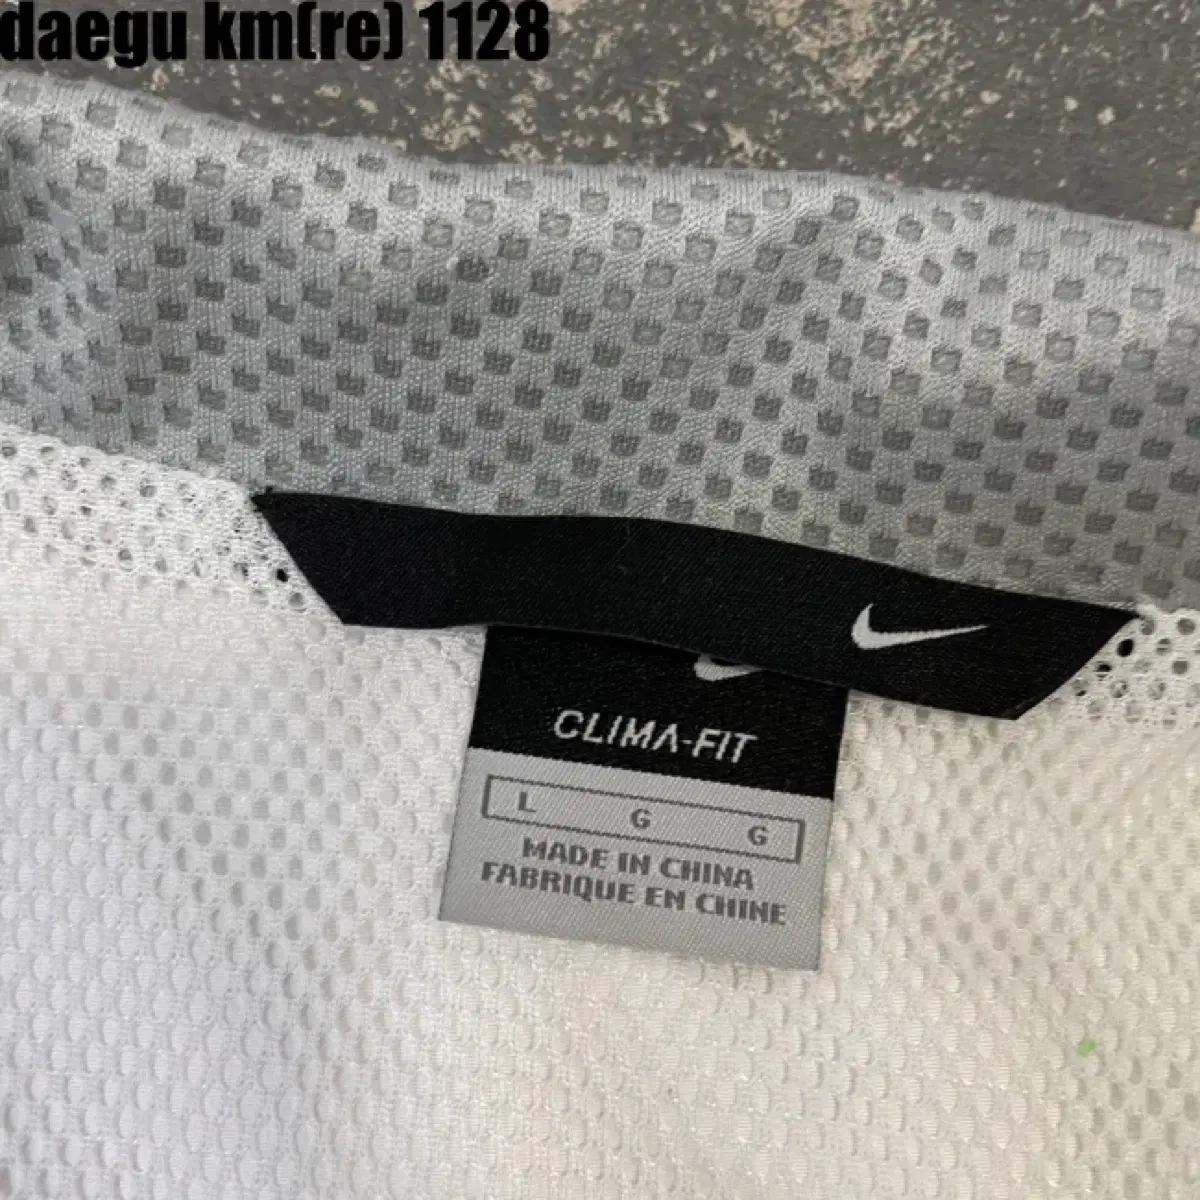 daegu km(re) 1128
CLIMA-FIT
L G G
MADE IN CHINA
FABRIQUE EN CHINE